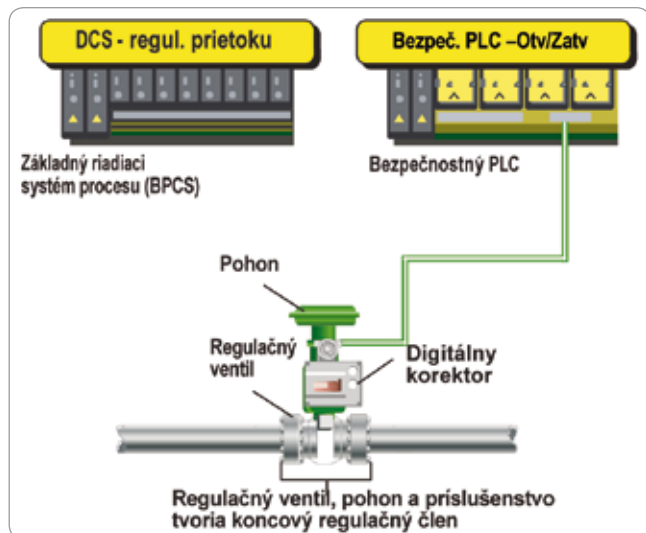 DCS - regul. prietoku
Bezpeč. PLC –Otv/Zatv
Základný riadiaci
systém procesu (BPCS)
Bezpečnostný PLC
Pohon
Regulačný
ventil
Digitálny
korektor
Regulačný ventil, pohon a príslušenstvo
tvoria koncový regulačný člen